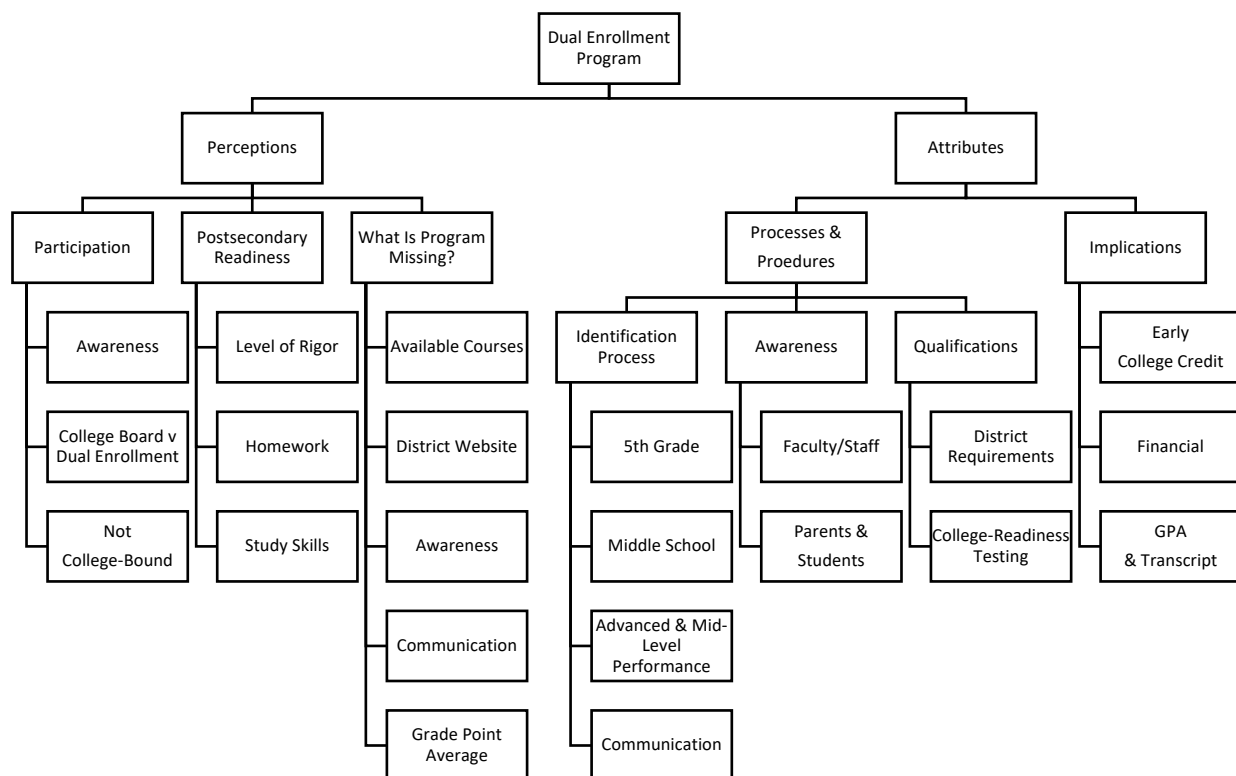 Dual Enrollment
Program
Perceptions
Attributes
Participation
Postsecondary
Readiness
What Is Program
Missing?
Processes &
Proedures
Implications
Awareness
Level of Rigor
Available Courses
Identification
Process
Awareness
Qualifications
Early
College Credit
College Board v
Dual Enrollment
Homework
District Website
5th Grade
Faculty/Staff
District
Requirements
Financial
Not
College-Bound
Study Skills
Awareness
Middle School
Parents &
Students
College-Readiness
Testing
GPA
& Transcript
Communication
Advanced & Mid-
Level
Performance
Grade Point
Average
Communication